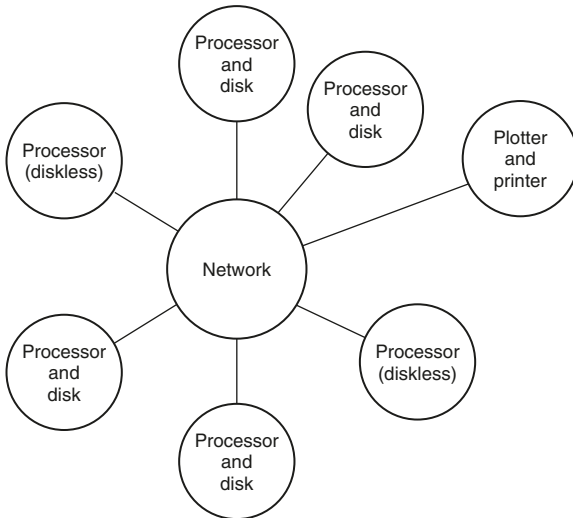 Processor
and
disk
Processor
and
disk
Plotter
and
printer
Processor
(diskless)
Network
Processor
and
disk
Processor
(diskless)
Processor
and
disk